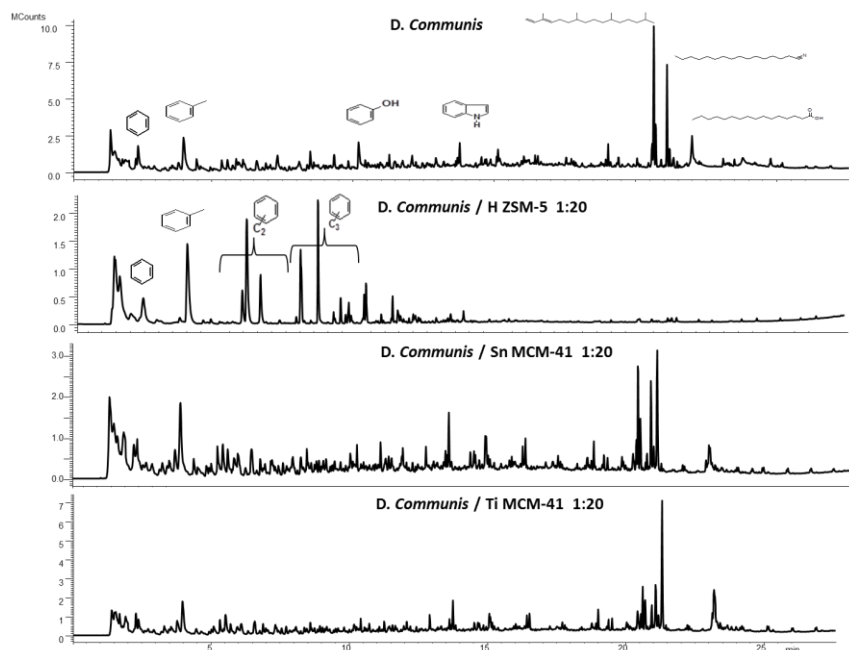 MCounts
D. Communis
10.0
7.5
5.0
2.5
0.0
OH
N
H
N
O
OH
D. Communis / H ZSM-5 1:20
2.0
1.5
1.0
0.5
0.0
C2
C3
D. Communis / Sn MCM-41 1:20
3.0
2.0
1.0
0.0
D. Communis / Ti MCM-41 1:20
7
6
5
4
3
2
1
0
5 10 15 20 25 min